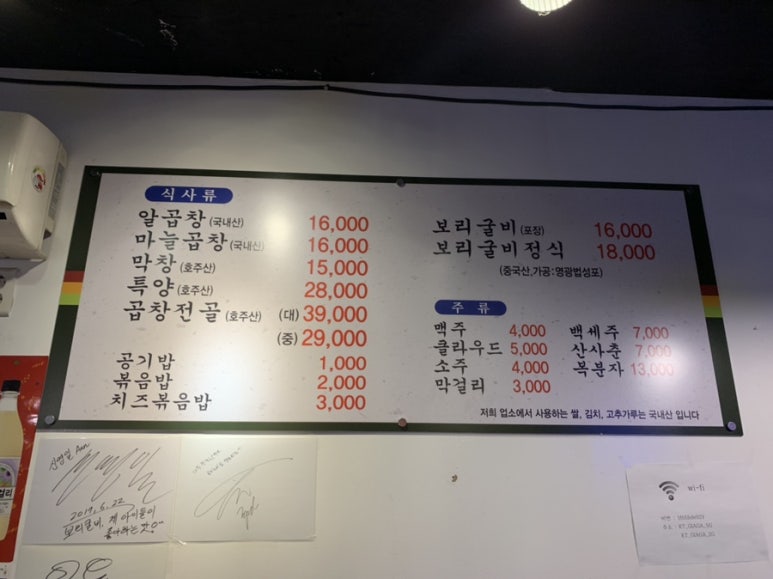 식사류
알곱창 (국내산) 16,000
마늘곱창 (국내산) 16,000
막창 (호주산) 15,000
특양 (호주산) 28,000
곱창전골 (호주산) (대) 39,000
(중) 29,000
공기밥 1,000
볶음밥 2,000
치즈볶음밥 3,000
보리굴비 (포정) 16,000
보리굴비정식 18,000
(중국산,가공:영광법성포)
주류
맥주 4,000
클라우드 5,000
소주 4,000
막걸리 3,000
백세주 7,000
산사춘 7,000
복분자 13,000
저희 업소에서 사용하는 쌀, 김치, 고추가루는 국내산 입니다
2019. 6. 22
보리굴비, 제 아이들이
좋아하는 맛
wi-fi